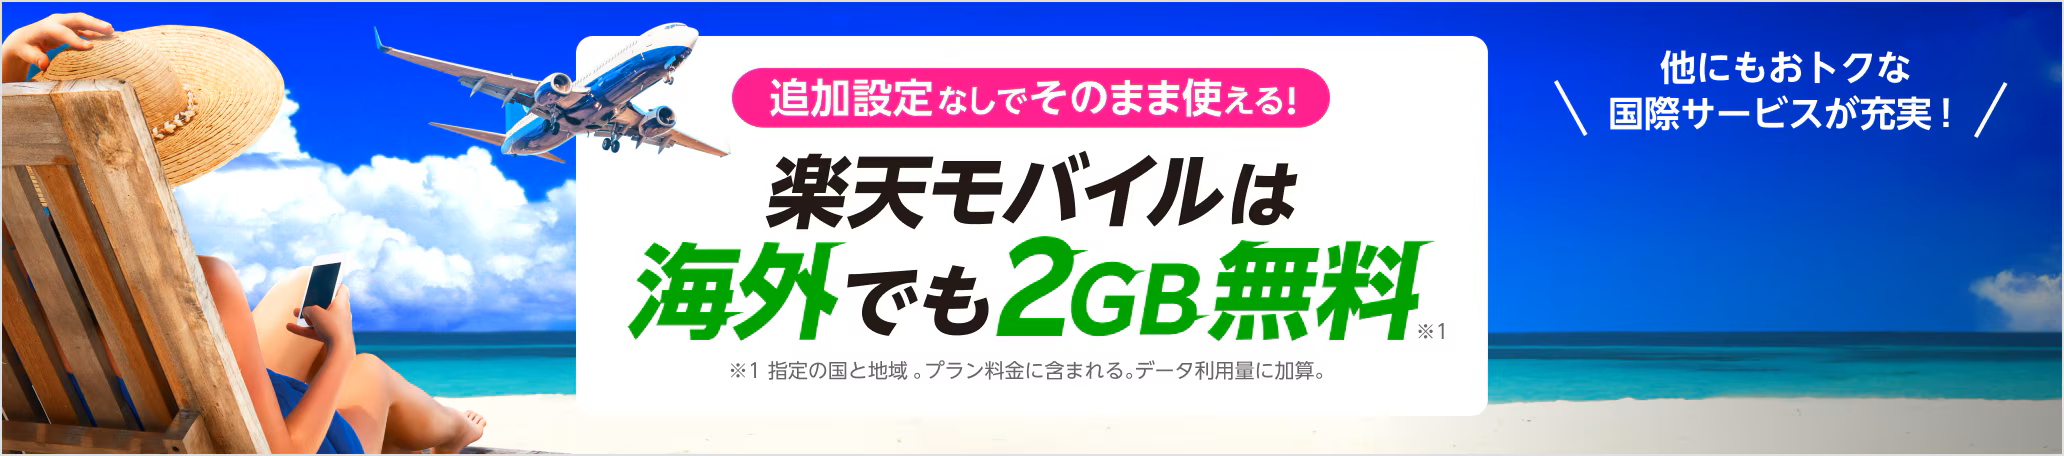 追加設定なしでそのまま使える!
楽天モバイルは
海外でも2GB無料※1
※1 指定の国と地域。プラン料金に含まれる。データ利用量に加算。
他にもおトクな
国際サービスが充実!